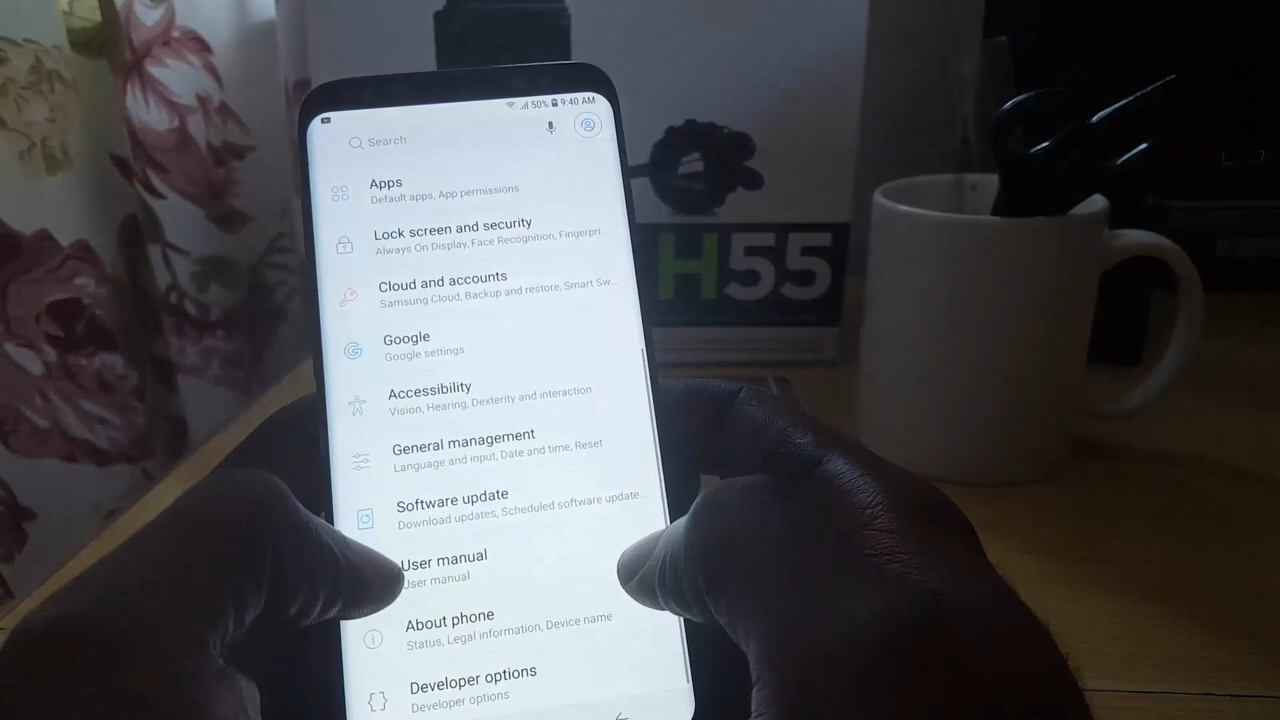 50% 9:40 AM
Search
Apps
Default apps, App permissions
Lock screen and security
Always On Display, Face Recognition, Fingerpri...
Cloud and accounts
Samsung Cloud, Backup and restore, Smart Sw...
Google
Google settings
Accessibility
Vision, Hearing, Dexterity and interaction
General management
Language and input, Date and time, Reset
Software update
Download updates, Scheduled software update...
User manual
User manual
About phone
Status, Legal information, Device name
Developer options
Developer options
H55